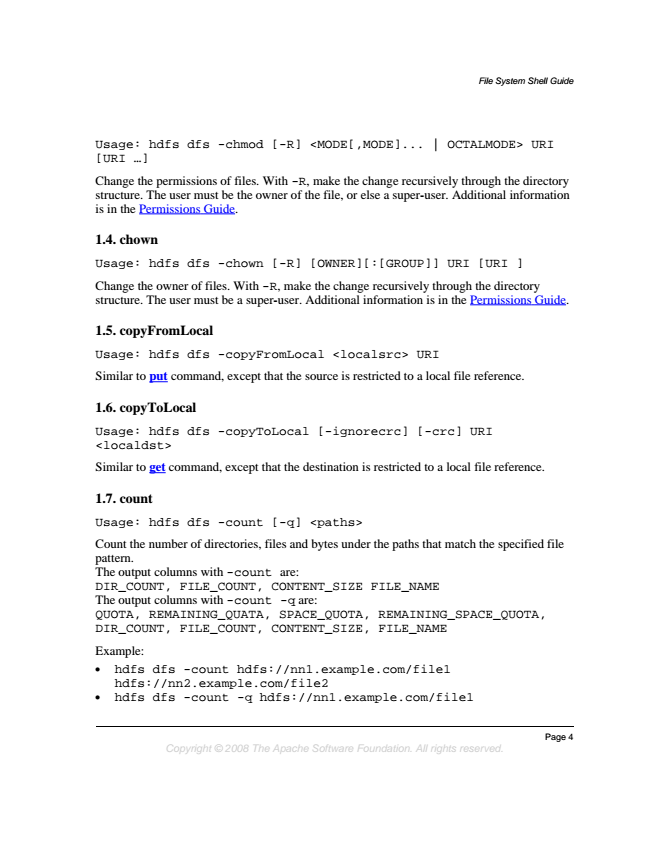 File System Shell Guide
Usage: hdfs dfs -chmod [-R] <MODE[,MODE]... | OCTALMODE> URI
[URI …]
Change the permissions of files. With -R, make the change recursively through the directory
structure. The user must be the owner of the file, or else a super-user. Additional information
is in the Permissions Guide.
1.4. chown
Usage: hdfs dfs -chown [-R] [OWNER][:[GROUP]] URI [URI ]
Change the owner of files. With -R, make the change recursively through the directory
structure. The user must be a super-user. Additional information is in the Permissions Guide.
1.5. copyFromLocal
Usage: hdfs dfs -copyFromLocal <localsrc> URI
Similar to put command, except that the source is restricted to a local file reference.
1.6. copyToLocal
Usage: hdfs dfs -copyToLocal [-ignorecrc] [-crc] URI
<localdst>
Similar to get command, except that the destination is restricted to a local file reference.
1.7. count
Usage: hdfs dfs -count [-q] <paths>
Count the number of directories, files and bytes under the paths that match the specified file
pattern.
The output columns with -count are:
DIR_COUNT, FILE_COUNT, CONTENT_SIZE FILE_NAME
The output columns with -count -q are:
QUOTA, REMAINING_QUATA, SPACE_QUOTA, REMAINING_SPACE_QUOTA,
DIR_COUNT, FILE_COUNT, CONTENT_SIZE, FILE_NAME
Example:
• hdfs dfs -count hdfs://nn1.example.com/file1
hdfs://nn2.example.com/file2
• hdfs dfs -count -q hdfs://nn1.example.com/file1
Page 4
Copyright © 2008 The Apache Software Foundation. All rights reserved.